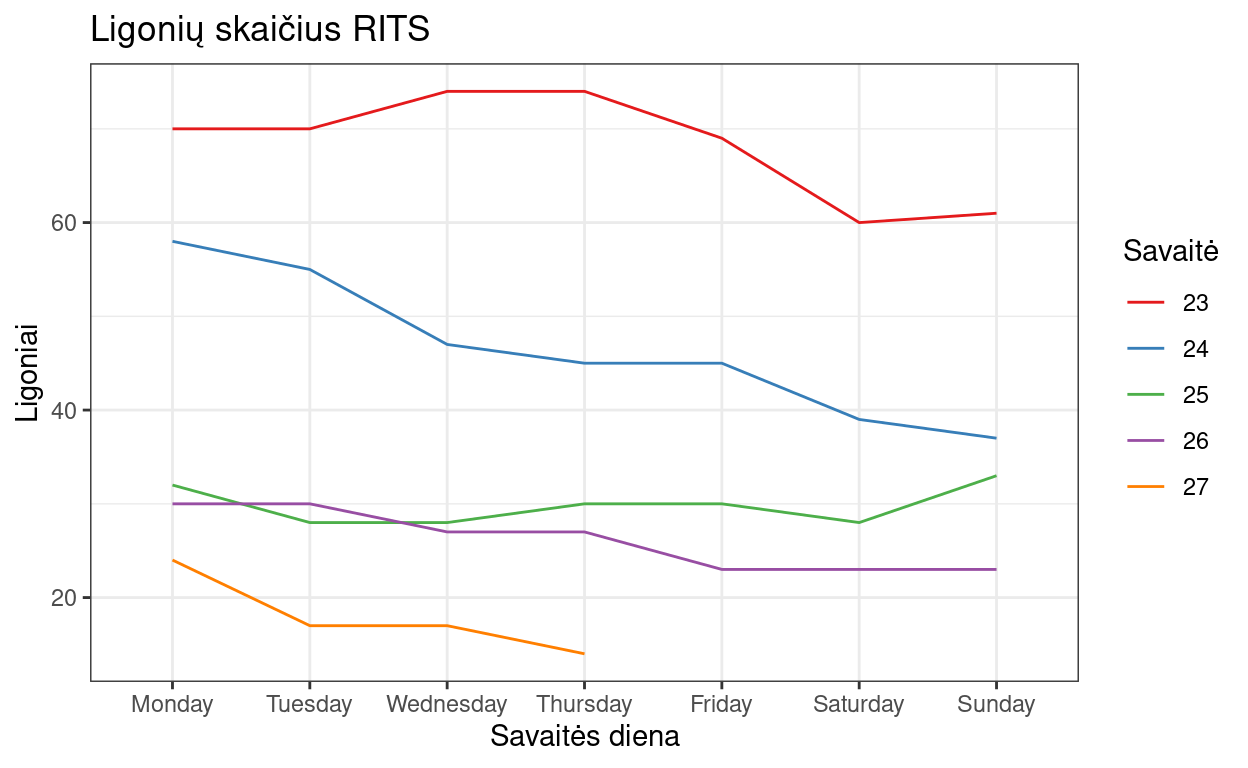 Ligonių skaičius RITS
Ligoniai
60
40
20
Monday Tuesday Wednesday Thursday Friday Saturday Sunday
Savaitės diena
Savaitė
23
24
25
26
27